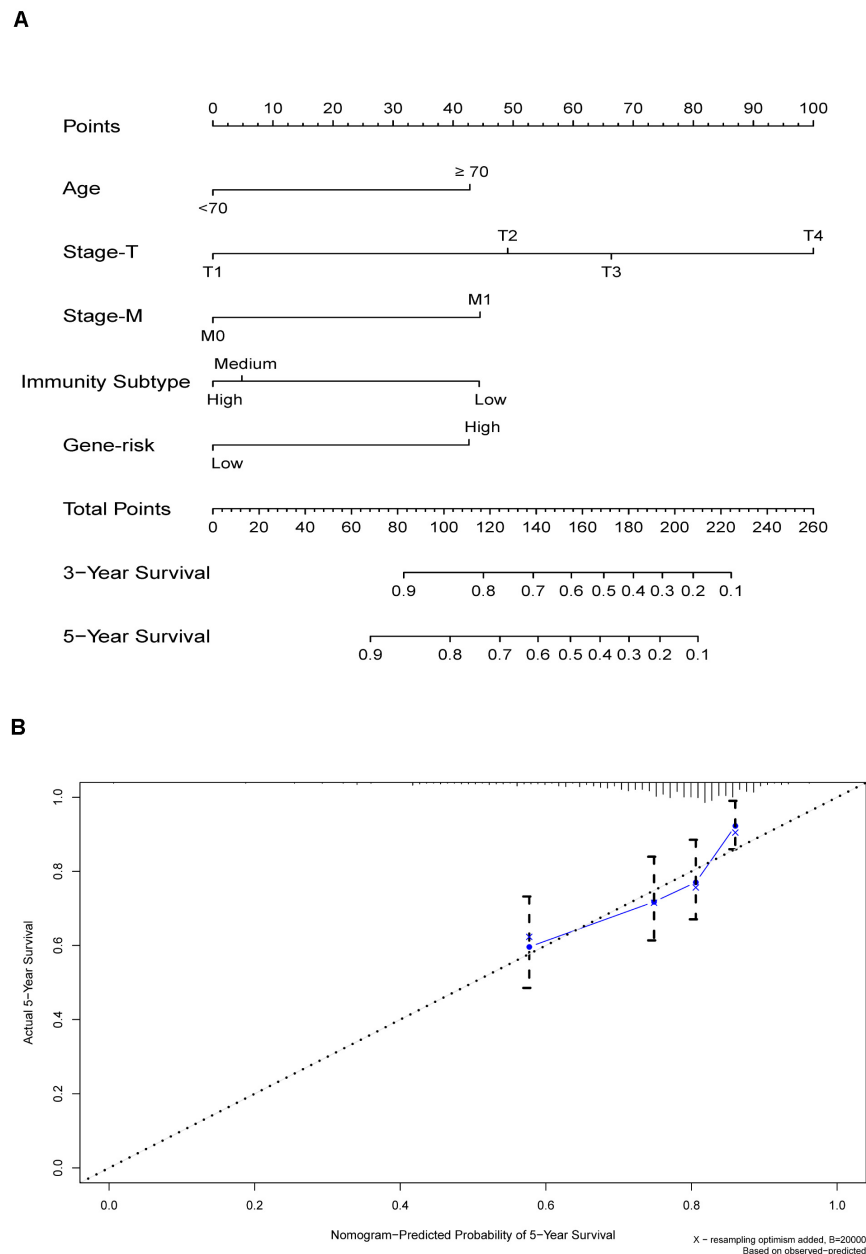 A
0 10 20 30 40 50 60 70 80 90 100
Points
≥ 70
Age
<70
T2 T4
Stage−T
T1 T3
M1
Stage−M
M0
Medium
Immunity Subtype
High Low
High
Gene−risk
Low
Total Points
0 20 40 60 80 100 120 140 160 180 200 220 240 260
3−Year Survival
0.9 0.8 0.7 0.6 0.5 0.4 0.3 0.2 0.1
5−Year Survival
0.9 0.8 0.7 0.6 0.5 0.4 0.3 0.2 0.1
B
1.0
0.8
0.6
0.4
0.2
0.0
Actual 5−Year Survival
0.0 0.2 0.4 0.6 0.8 1.0
Nomogram−Predicted Probability of 5−Year Survival
X − resampling optimism added, B=20000
Based on observed−predicted